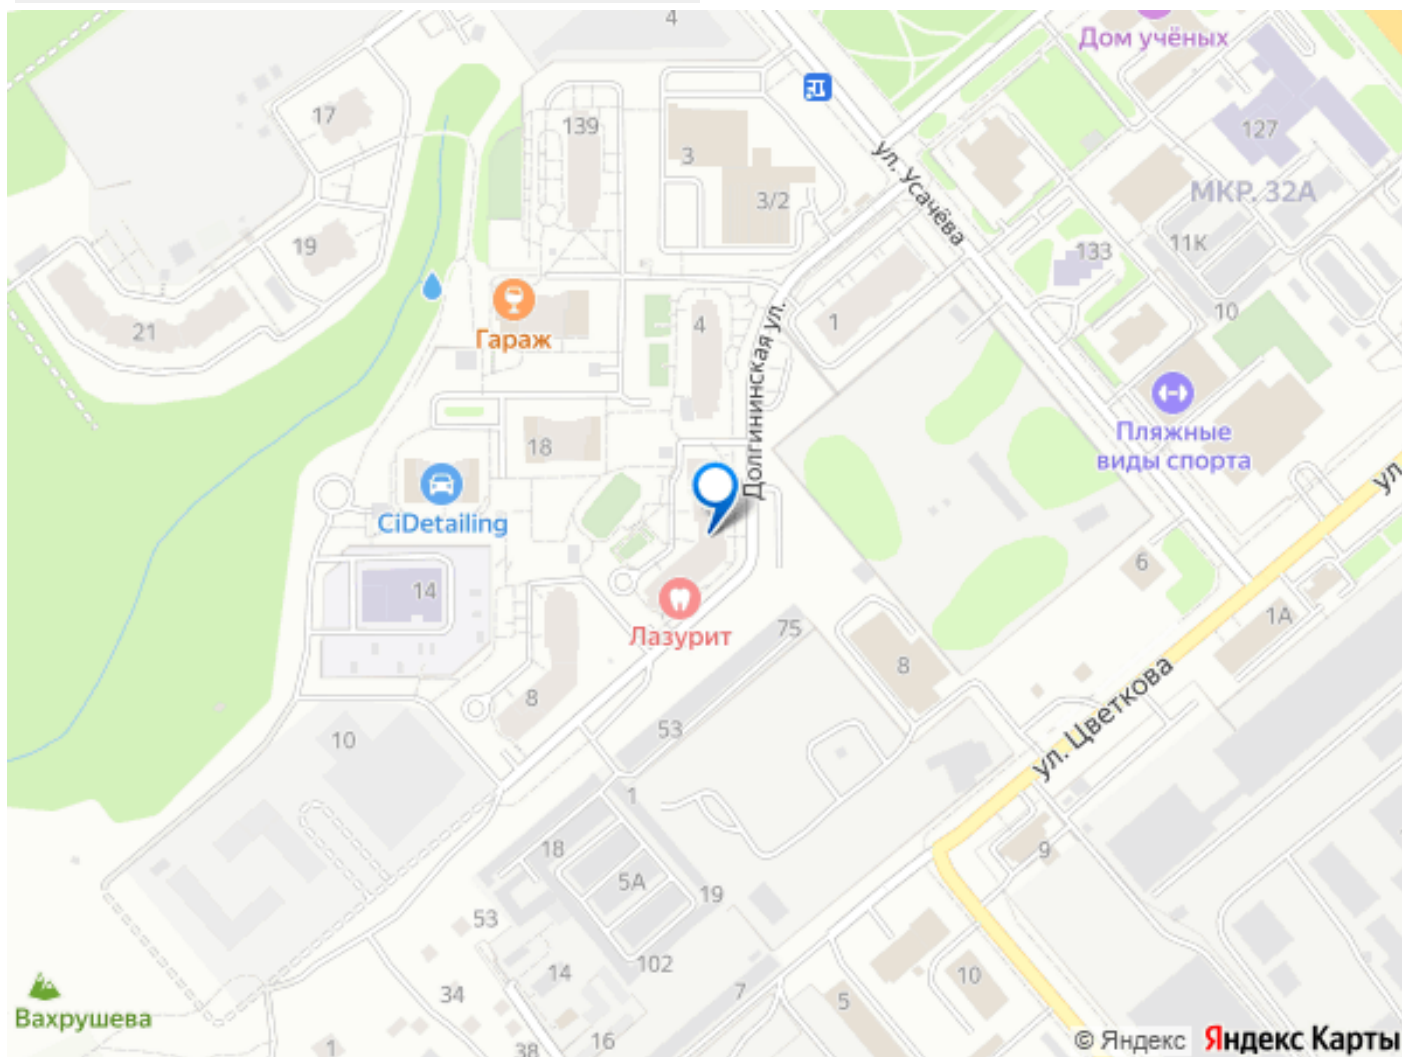 4
Дом учёных
17
139
127
3
ул. Усачёва
МКР. 32А
3/2
19
11К
133
21
Гараж
4
1
10
Долгининская ул.
18
Пляжные
виды спорта
CiDetailing
ул.
14
6
Лазурит
75
1А
8
8
ул. Цветкова
53
10
1
18
5А
19
9
53
102
14
10
34
7
5
Вахрушева
1
38
16
© Яндекс
Яндекс Карты